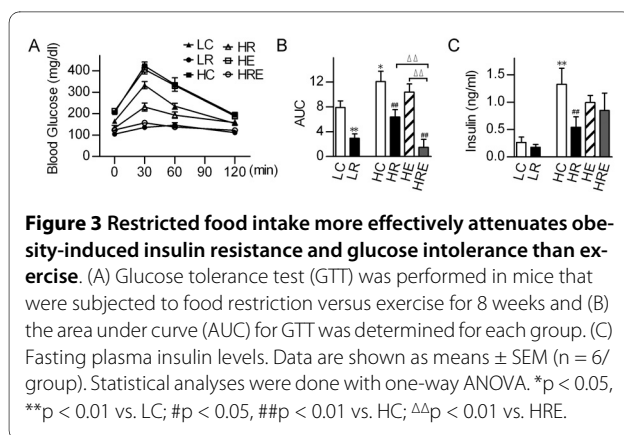 A
Blood Glucose (mg/dl)
400
300
200
100
0
0 30 60 90 120 (min)
LC HR
LR HE
HC HRE
B
AUC
12
8
4
0
** * ## ΔΔ ΔΔ ##
LC LR HC HR HE HRE
C
Insulin (ng/ml)
1.5
1.0
0.5
0.0
** ##
LC LR HC HR HE HRE
Figure 3 Restricted food intake more effectively attenuates obe-
sity-induced insulin resistance and glucose intolerance than ex-
ercise. (A) Glucose tolerance test (GTT) was performed in mice that
were subjected to food restriction versus exercise for 8 weeks and (B)
the area under curve (AUC) for GTT was determined for each group. (C)
Fasting plasma insulin levels. Data are shown as means ± SEM (n = 6/
group). Statistical analyses were done with one-way ANOVA. *p < 0.05,
**p < 0.01 vs. LC; #p < 0.05, ##p < 0.01 vs. HC; ΔΔp < 0.01 vs. HRE.